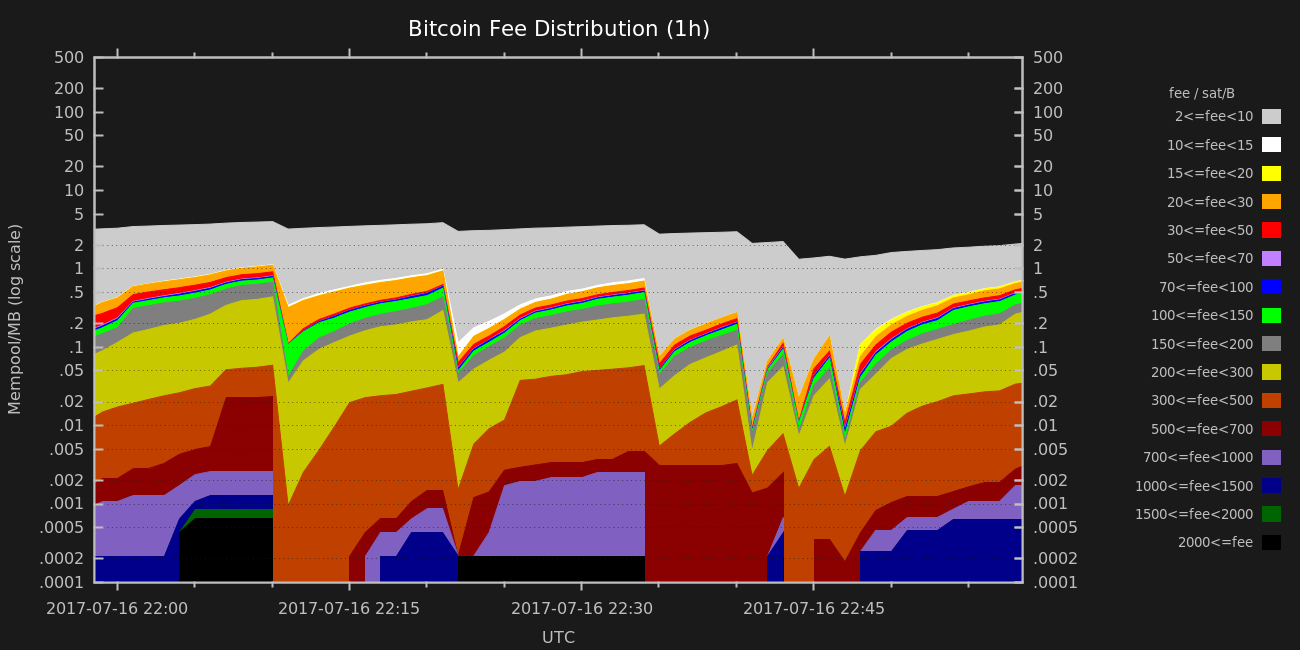 Bitcoin Fee Distribution (1h)
Mempool/MB (log scale)
500
200
100
50
20
10
5
2
1
.5
.2
.1
.05
.02
.01
.005
.002
.001
.0005
.0002
.0001
500
200
100
50
20
10
5
2
1
.5
.2
.1
.05
.02
.01
.005
.002
.001
.0005
.0002
.0001
fee / sat/B
2<=fee<10
10<=fee<15
15<=fee<20
20<=fee<30
30<=fee<50
50<=fee<70
70<=fee<100
100<=fee<150
150<=fee<200
200<=fee<300
300<=fee<500
500<=fee<700
700<=fee<1000
1000<=fee<1500
1500<=fee<2000
2000<=fee
2017-07-16 22:00
2017-07-16 22:15
2017-07-16 22:30
2017-07-16 22:45
UTC